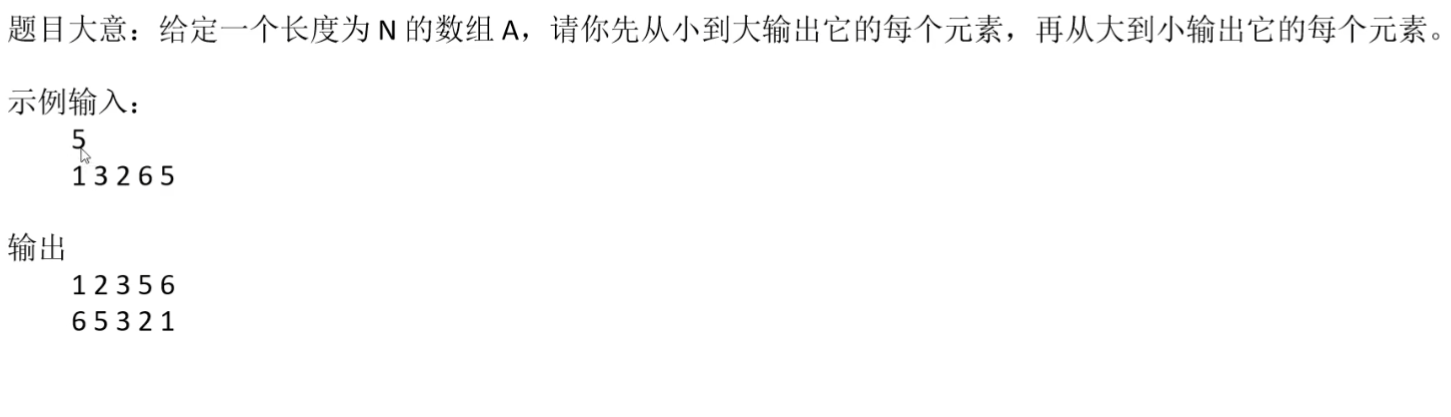 题目大意：给定一个长度为 N 的数组 A，请你先从小到大输出它的每个元素，再从大到小输出它的每个元素。
示例输入：
5
1 3 2 6 5
输出
1 2 3 5 6
6 5 3 2 1